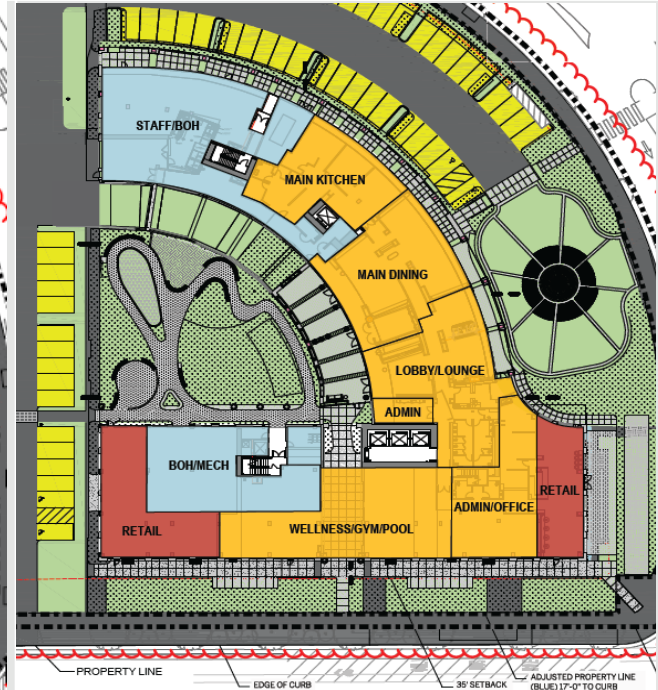 STAFF/BOH
MAIN KITCHEN
MAIN DINING
LOBBY/LOUNGE
ADMIN
BOH/MECH
RETAIL
ADMIN/OFFICE
RETAIL
WELLNESS/GYM/POOL
PROPERTY LINE
EDGE OF CURB
35' SETBACK
ADJUSTED PROPERTY LINE
(BLUE) 17'-0" TO CURB